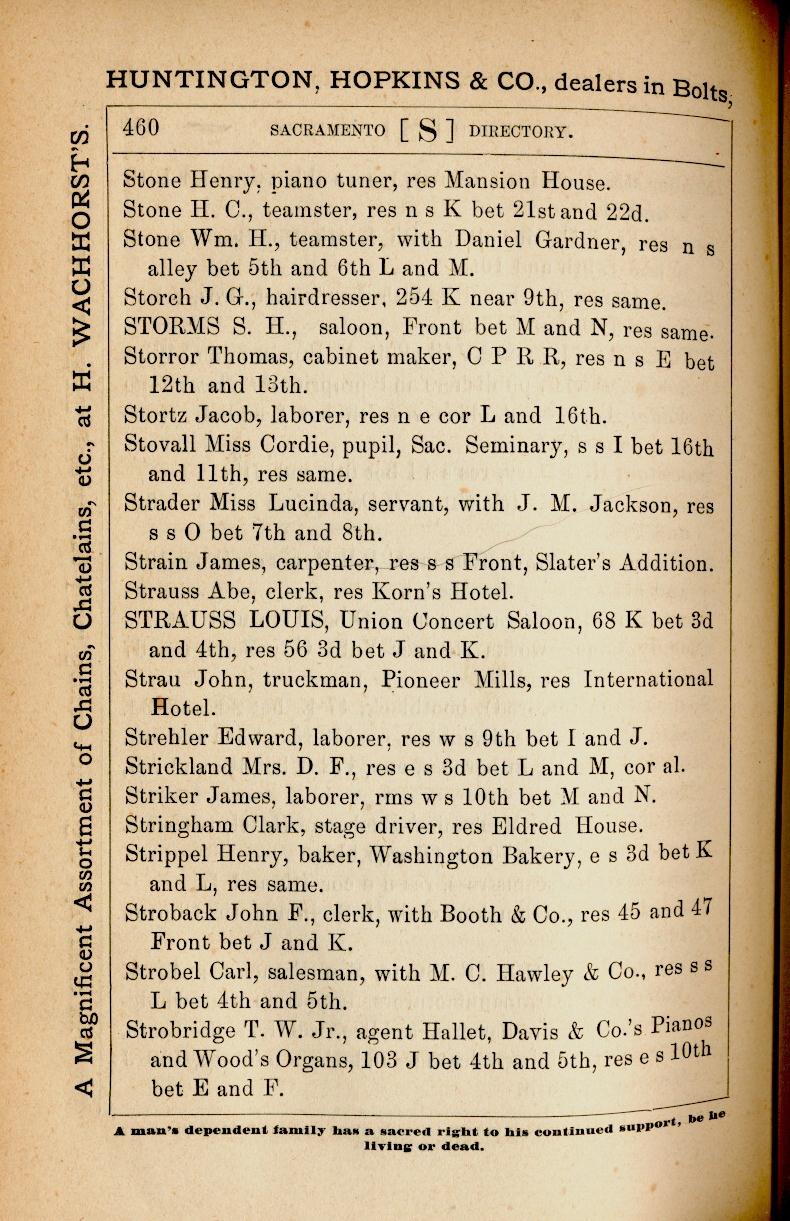 HUNTINGTON, HOPKINS & CO., dealers in Bolts,
460 SACRAMENTO [ S ] DIRECTORY.
Stone Henry, piano tuner, res Mansion House.
Stone H. C., teamster, res n s K bet 21st and 22d.
Stone Wm. H., teamster, with Daniel Gardner, res n s
alley bet 5th and 6th L and M.
Storch J. G., hairdresser, 254 K near 9th, res same.
STORMS S. H., saloon, Front bet M and N, res same.
Storror Thomas, cabinet maker, C P R R, res n s E bet
12th and 13th.
Stortz Jacob, laborer, res n e cor L and 16th.
Stovall Miss Cordie, pupil, Sac. Seminary, s s I bet 16th
and 11th, res same.
Strader Miss Lucinda, servant, with J. M. Jackson, res
s s O bet 7th and 8th.
Strain James, carpenter, res s s Front, Slater's Addition.
Strauss Abe, clerk, res Korn's Hotel.
STRAUSS LOUIS, Union Concert Saloon, 68 K bet 3d
and 4th, res 56 3d bet J and K.
Strau John, truckman, Pioneer Mills, res International
Hotel.
Strehler Edward, laborer, res w s 9th bet I and J.
Strickland Mrs. D. F., res e s 3d bet L and M, cor al.
Striker James, laborer, rms w s 10th bet M and N.
Stringham Clark, stage driver, res Eldred House.
Strippel Henry, baker, Washington Bakery, e s 3d bet K
and L, res same.
Stroback John F., clerk, with Booth & Co., res 45 and 47
Front bet J and K.
Strobel Carl, salesman, with M. C. Hawley & Co., res s s
L bet 4th and 5th.
Strobridge T. W. Jr., agent Hallet, Davis & Co.'s Pianos
and Wood's Organs, 103 J bet 4th and 5th, res e s 10th
bet E and F.
A man's dependent family has a sacred right to his continued support, be he
living or dead.
A Magnificent Assortment of Chains, Chatelains, etc., at H. WACHHORST'S.